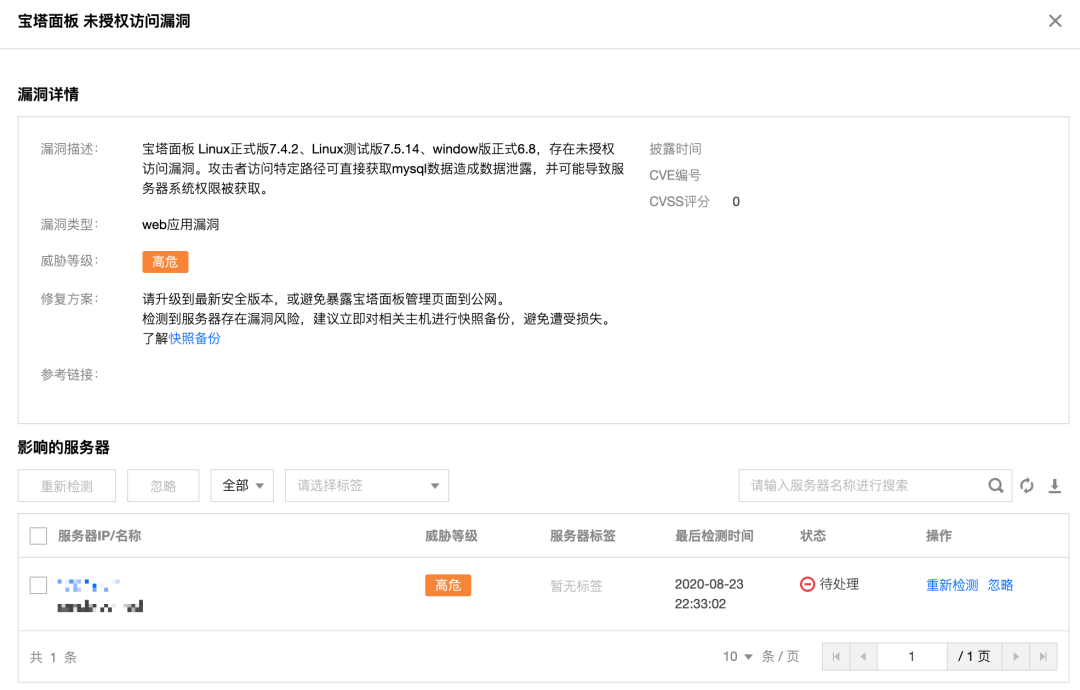 宝塔面板 未授权访问漏洞
漏洞详情
漏洞描述:
宝塔面板 Linux正式版7.4.2、Linux测试版7.5.14、window版正式6.8，存在未授权
访问漏洞。攻击者访问特定路径可直接获取mysql数据造成数据泄露，并可能导致服
务器系统权限被获取。
披露时间
CVE编号
CVSS评分 0
漏洞类型: web应用漏洞
威胁等级: 高危
修复方案: 请升级到最新安全版本，或避免暴露宝塔面板管理页面到公网。
检测到服务器存在漏洞风险，建议立即对相关主机进行快照备份，避免遭受损失。
了解快照备份
参考链接:
影响的服务器
重新检测 忽略 全部 请选择标签 请输入服务器名称进行搜索
服务器IP/名称 威胁等级 服务器标签 最后检测时间 状态 操作
高危 暂无标签 2020-08-23 待处理 重新检测 忽略
22:33:02
共 1 条 10 条 / 页 1 / 1 页